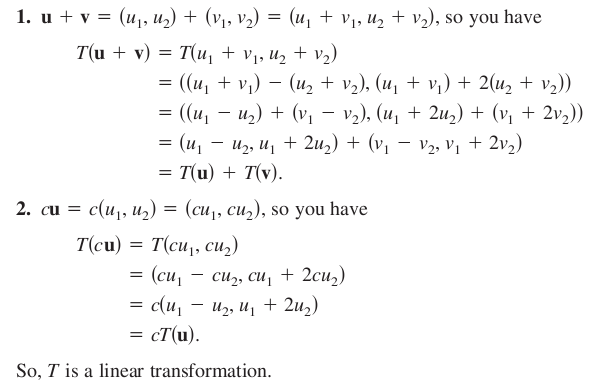 1. u + v = (u₁, u₂) + (v₁, v₂) = (u₁ + v₁, u₂ + v₂), so you have
T(u + v) = T(u₁ + v₁, u₂ + v₂)
= ((u₁ + v₁) − (u₂ + v₂), (u₁ + v₁) + 2(u₂ + v₂))
= ((u₁ − u₂) + (v₁ − v₂), (u₁ + 2u₂) + (v₁ + 2v₂))
= (u₁ − u₂, u₁ + 2u₂) + (v₁ − v₂, v₁ + 2v₂)
= T(u) + T(v).
2. cu = c(u₁, u₂) = (cu₁, cu₂), so you have
T(cu) = T(cu₁, cu₂)
= (cu₁ − cu₂, cu₁ + 2cu₂)
= c(u₁ − u₂, u₁ + 2u₂)
= cT(u).
So, T is a linear transformation.